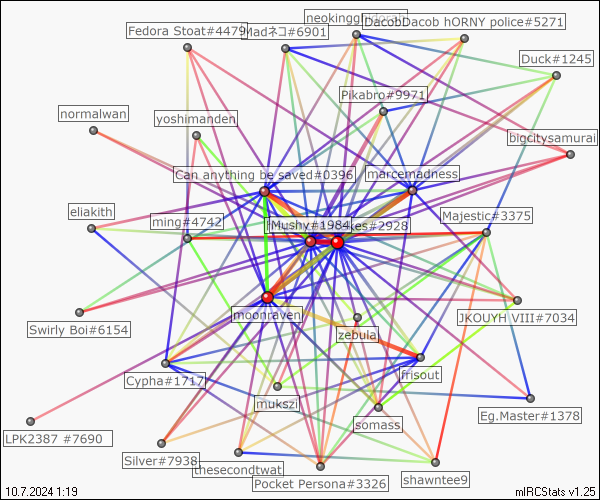 neokingghidorah
DacobDacob hORNY police#5271
Fedora Stoat#4479
Madネコ#6901
Duck#1245
Pikabro#9971
normalwan
yoshimanden
bigcitysamurai
Can anything be saved#0396
marcemadness
eliakith
ming#4742
Mushy#1984
kes#2928
Majestic#3375
moonraven
JKOUYH VIII#7034
Swirly Boi#6154
zebula
Cypha#1717
frisout
mukszi
Eg.Master#1378
somass
LPK2387 #7690
Silver#7938
thesecondtwat
Pocket Persona#3326
shawntee9
10.7.2024 1:19
mIRCStats v1.25